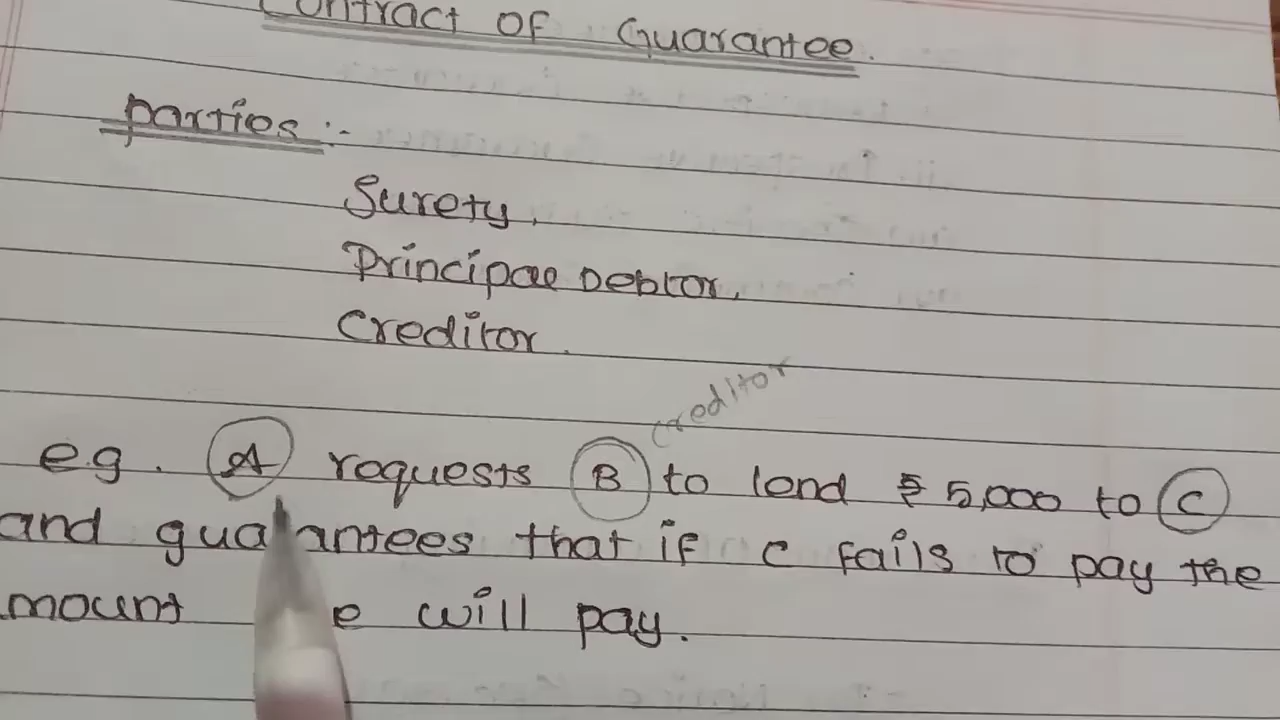 Contract of Guarantee.
Parties :-
Surety,
Principal Debtor,
Creditor.
creditor
e.g. A requests B to lend ₹ 5,000 to C
and guarantees that if C fails to pay the
mount e will pay.